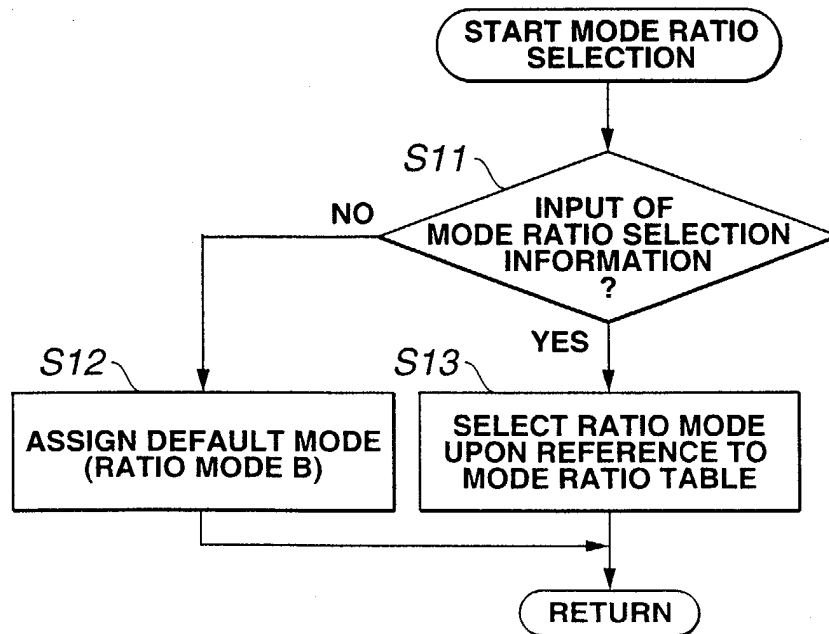 START MODE RATIO
SELECTION
S11
INPUT OF
MODE RATIO SELECTION
INFORMATION
?
NO
YES
S12
ASSIGN DEFAULT MODE
(RATIO MODE B)
S13
SELECT RATIO MODE
UPON REFERENCE TO
MODE RATIO TABLE
RETURN